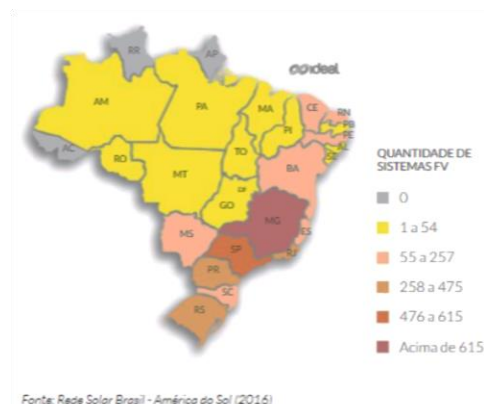 RR
AP
ideal
AM
PA
MA
CE
RN
PB
PE
AL
SE
PI
AC
RO
TO
BA
MT
DF
GO
MG
MS
ES
SP
RJ
PR
SC
RS
QUANTIDADE DE
SISTEMAS FV
0
1 a 54
55 a 257
258 a 475
476 a 615
Acima de 615
Fonte: Rede Solar Brasil - América do Sol (2016)